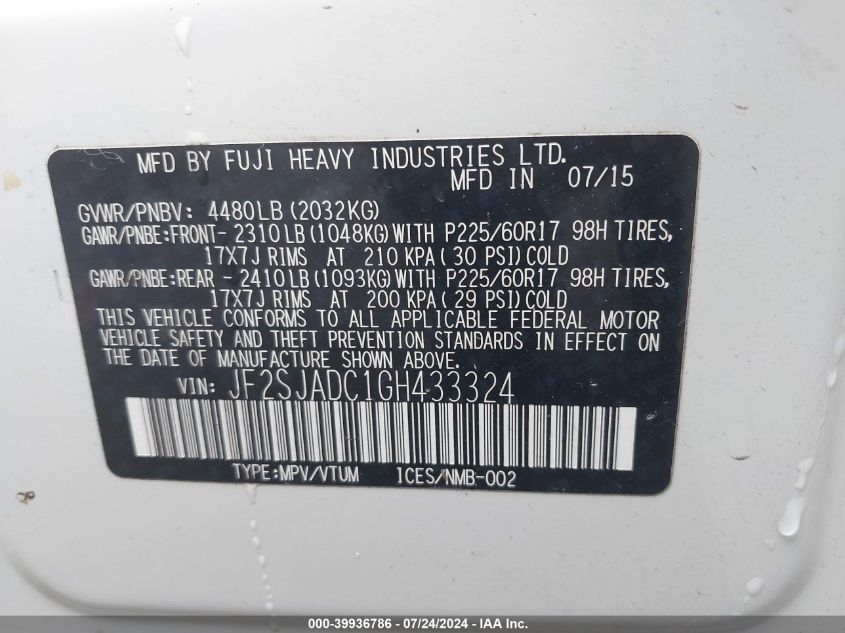 MFD BY FUJI HEAVY INDUSTRIES LTD.
MFD IN 07/15
GVWR/PNBV: 4480LB (2032KG)
GAWR/PNBE:FRONT- 2310LB (1048KG) WITH P225/60R17 98H TIRES,
17X7J RIMS AT 210 KPA ( 30 PSI) COLD
GAWR/PNBE:REAR - 2410LB (1093KG) WITH P225/60R17 98H TIRES,
17X7J RIMS AT 200 KPA ( 29 PSI) COLD
THIS VEHICLE CONFORMS TO ALL APPLICABLE FEDERAL MOTOR
VEHICLE SAFETY AND THEFT PREVENTION STANDARDS IN EFFECT ON
THE DATE OF MANUFACTURE SHOWN ABOVE.
VIN: JF2SJADC1GH433324
TYPE:MPV/VTUM ICES/NMB-002
000-39936786 / 07/24/2024 - IAA Inc.